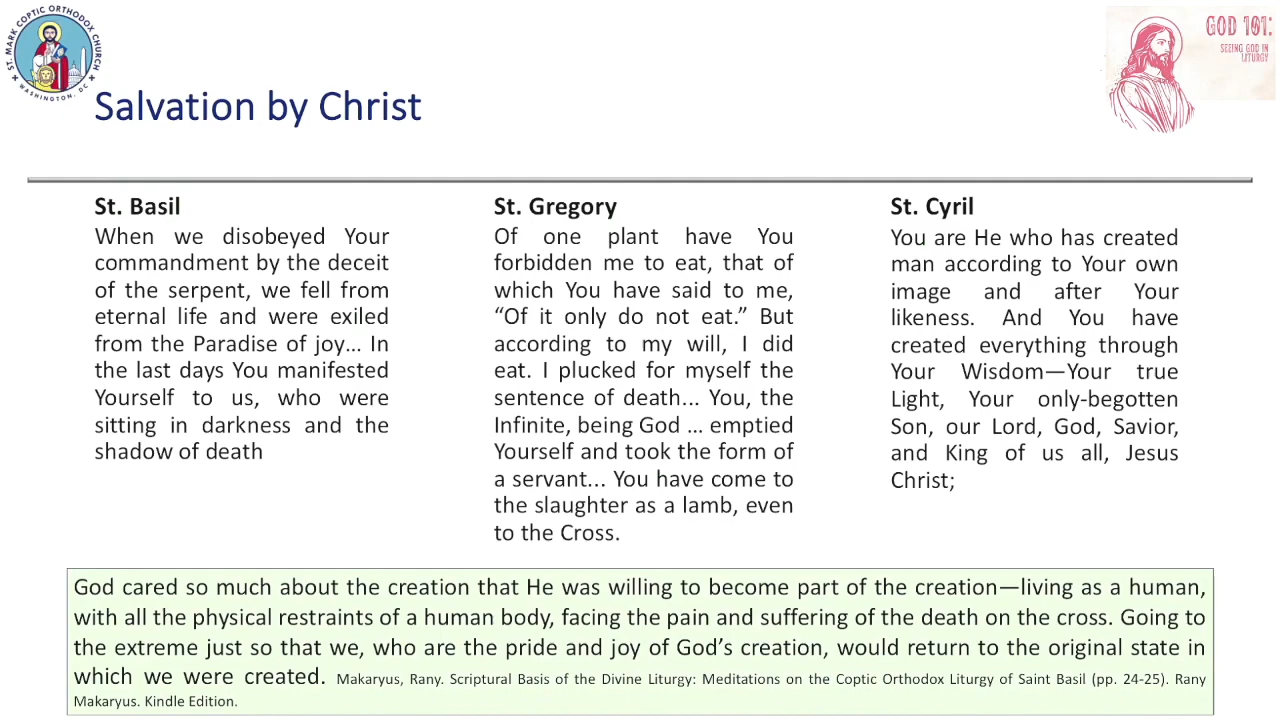 ST. MARK COPTIC ORTHODOX CHURCH
WASHINGTON, DC
GOD 101:
SEEING GOD IN
LITURGY
Salvation by Christ
St. Basil
When we disobeyed Your
commandment by the deceit
of the serpent, we fell from
eternal life and were exiled
from the Paradise of joy… In
the last days You manifested
Yourself to us, who were
sitting in darkness and the
shadow of death
St. Gregory
Of one plant have You
forbidden me to eat, that of
which You have said to me,
“Of it only do not eat.” But
according to my will, I did
eat. I plucked for myself the
sentence of death... You, the
Infinite, being God ... emptied
Yourself and took the form of
a servant... You have come to
the slaughter as a lamb, even
to the Cross.
St. Cyril
You are He who has created
man according to Your own
image and after Your
likeness. And You have
created everything through
Your Wisdom—Your true
Light, Your only-begotten
Son, our Lord, God, Savior,
and King of us all, Jesus
Christ;
God cared so much about the creation that He was willing to become part of the creation—living as a human,
with all the physical restraints of a human body, facing the pain and suffering of the death on the cross. Going to
the extreme just so that we, who are the pride and joy of God’s creation, would return to the original state in
which we were created. Makaryus, Rany. Scriptural Basis of the Divine Liturgy: Meditations on the Coptic Orthodox Liturgy of Saint Basil (pp. 24-25). Rany
Makaryus. Kindle Edition.